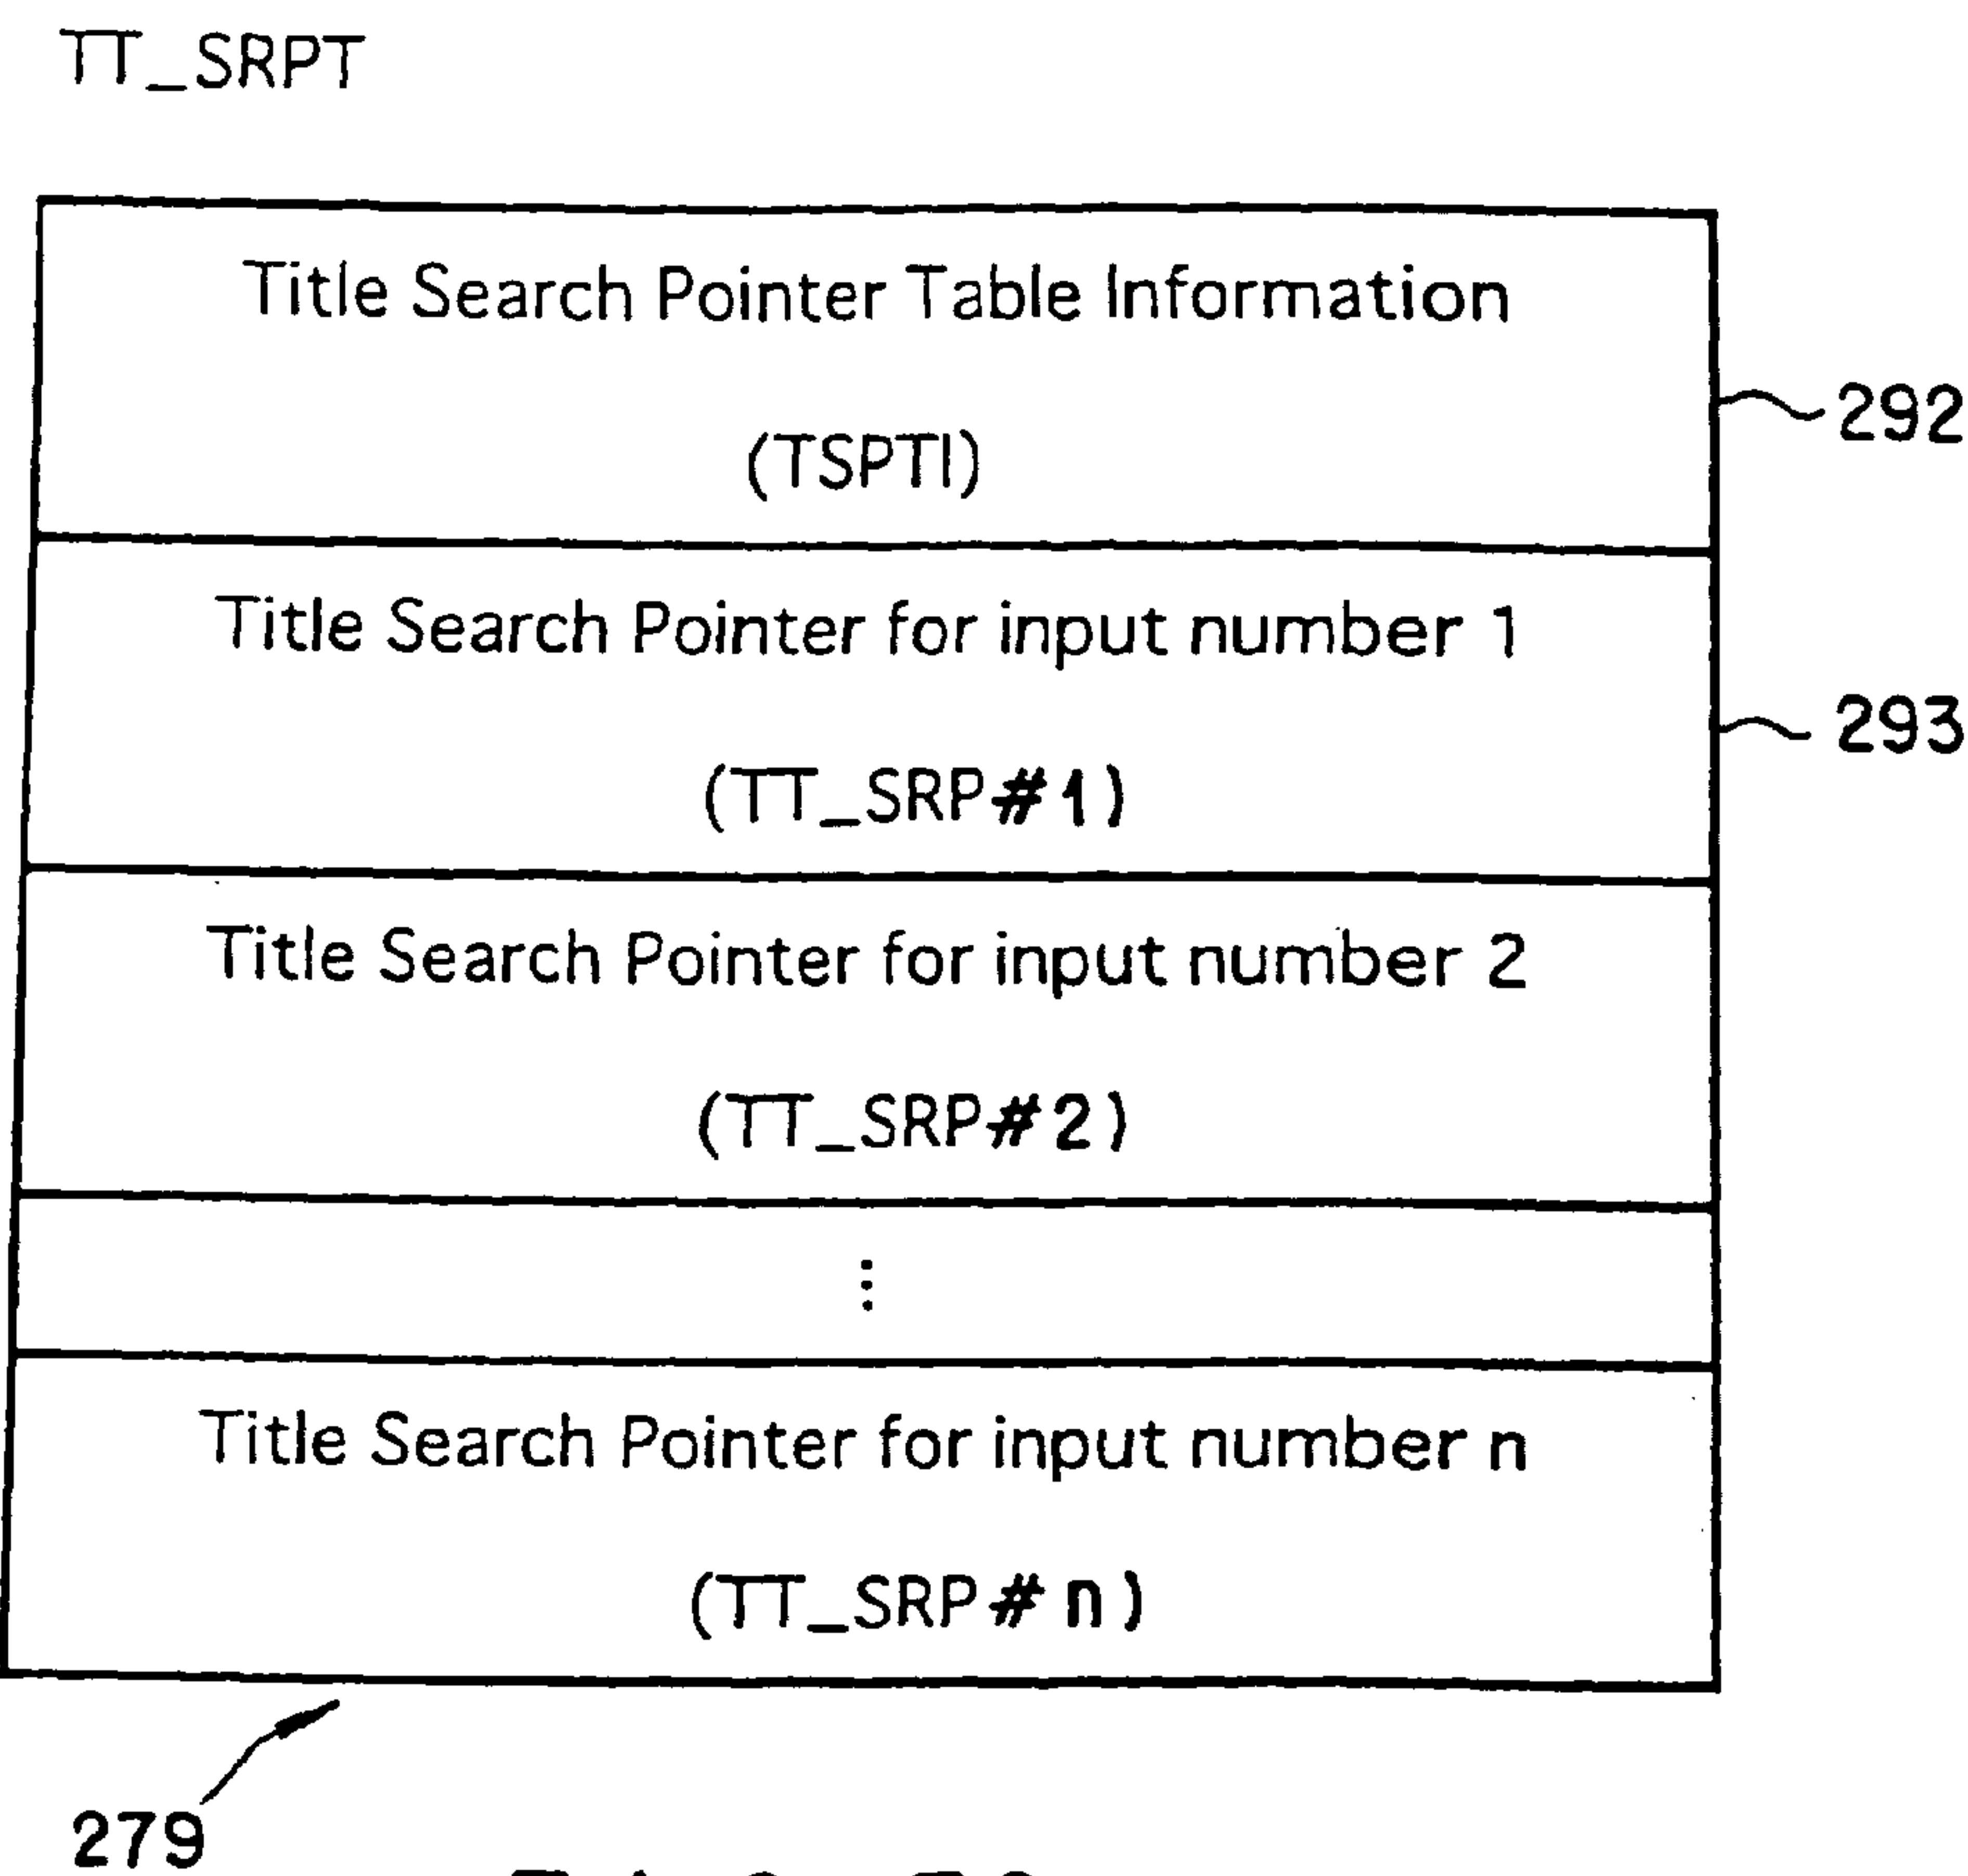 TT_SRPT
Title Search Pointer Table Information
(TSPTI)
292
Title Search Pointer for input number 1
293
(TT_SRP#1)
Title Search Pointer for input number 2
(TT_SRP#2)
⋮
Title Search Pointer for input number n
(TT_SRP#n)
279